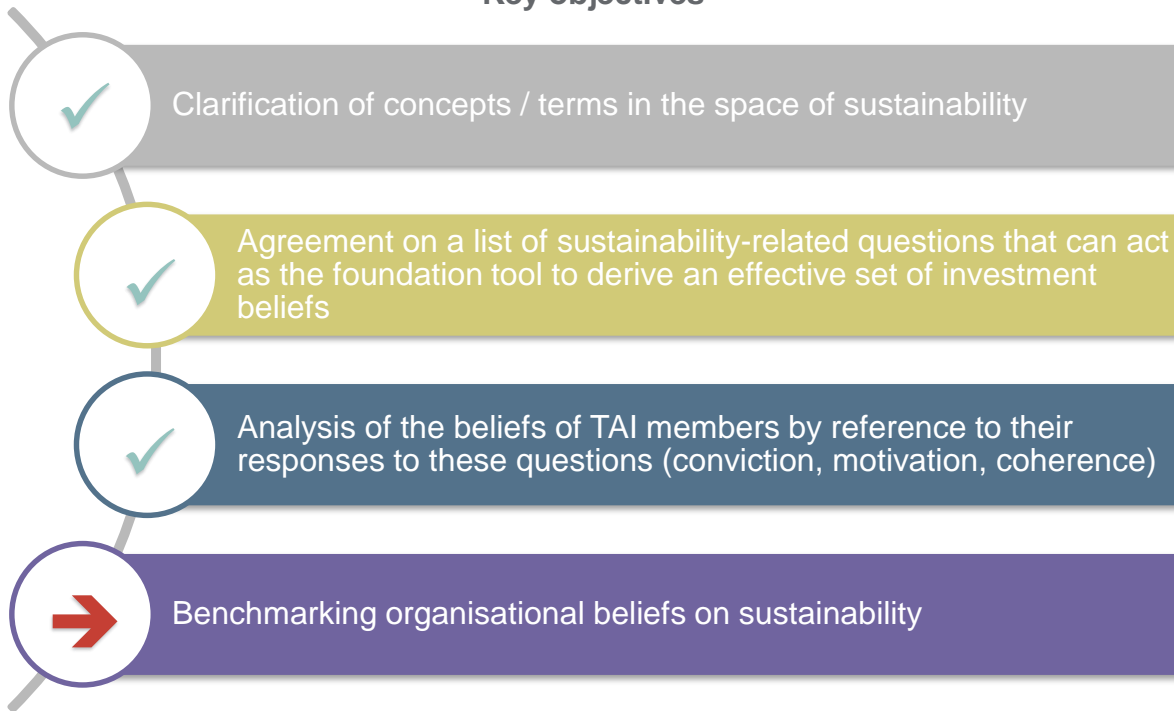 Key objectives
Clarification of concepts / terms in the space of sustainability
Agreement on a list of sustainability-related questions that can act
as the foundation tool to derive an effective set of investment
beliefs
Analysis of the beliefs of TAI members by reference to their
responses to these questions (conviction, motivation, coherence)
Benchmarking organisational beliefs on sustainability